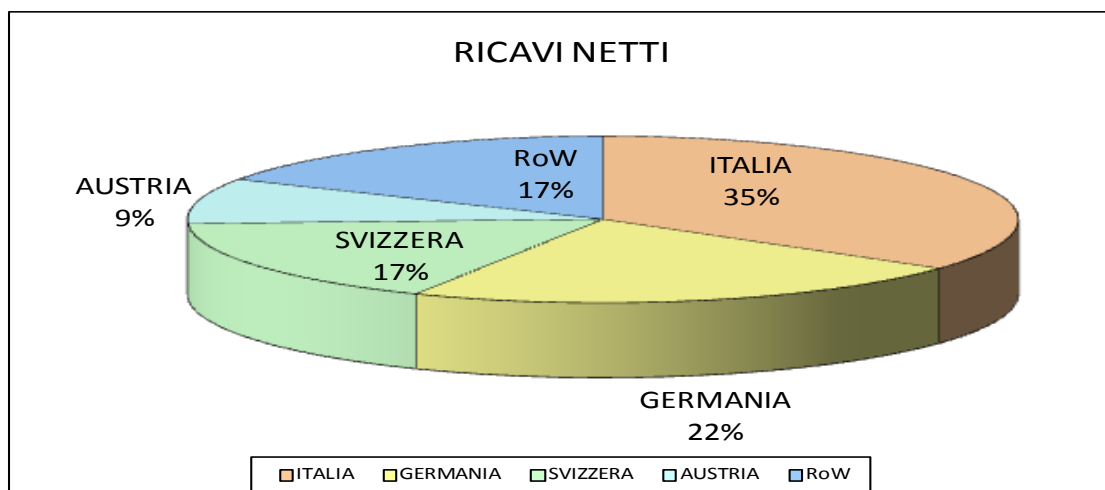 RICAVI NETTI
RoW
17%
ITALIA
35%
AUSTRIA
9%
SVIZZERA
17%
GERMANIA
22%
ITALIA GERMANIA SVIZZERA AUSTRIA RoW